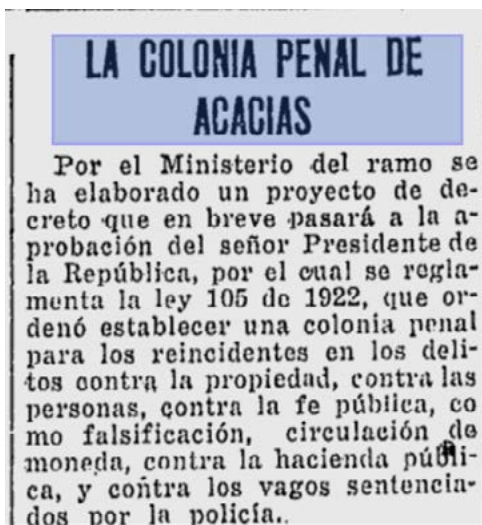 LA COLONIA PENAL DE
ACACIAS
Por el Ministerio del ramo se
ha elaborado un proyecto de de-
creto que en breve pasará a la a-
probación del señor Presidente de
la República, por el cual se regla-
menta la ley 105 de 1922, que or-
denó establecer una colonia penal
para los reincidentes en los deli-
tos contra la propiedad, contra las
personas, contra la fe pública, co
mo falsificación, circulación de
moneda, contra la hacienda públi-
ca, y contra los vagos sentencia-
dos por la policía..